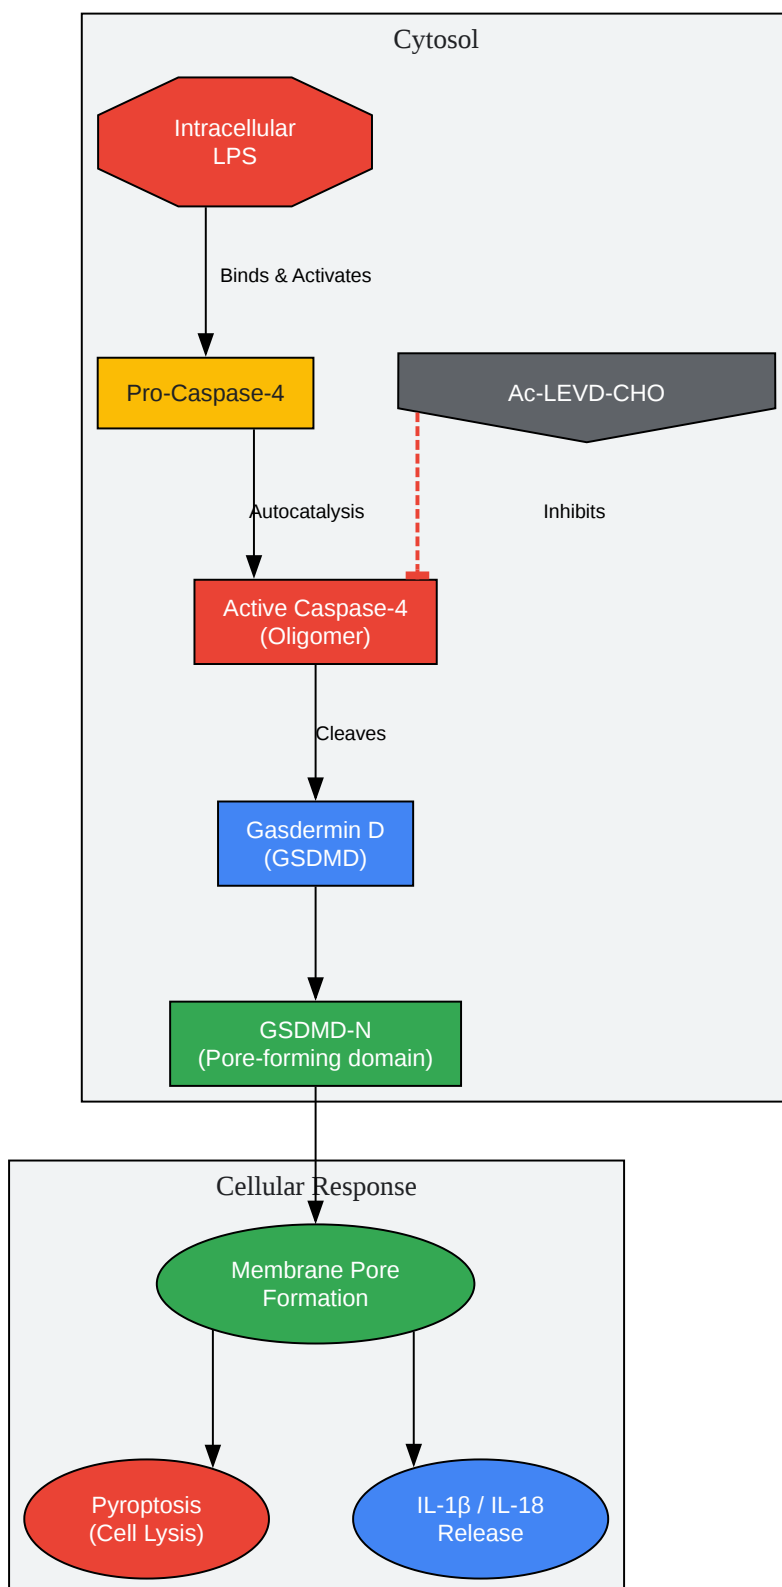 Cytosol
Intracellular
LPS
Binds & Activates
Pro-Caspase-4
Ac-LEVD-CHO
Autocatalysis
Inhibits
Active Caspase-4
(Oligomer)
Cleaves
Gasdermin D
(GSDMD)
GSDMD-N
(Pore-forming domain)
Cellular Response
Membrane Pore
Formation
Pyroptosis
(Cell Lysis)
IL-1β / IL-18
Release